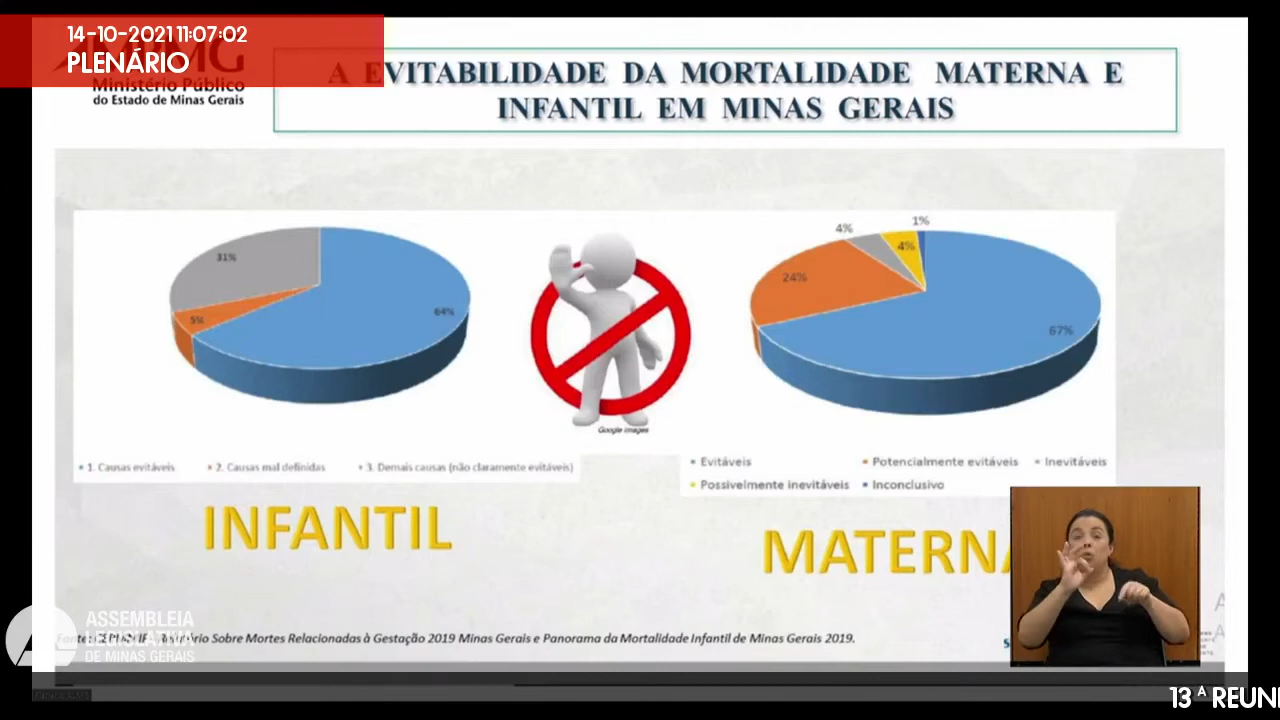 14-10-2021 11:07:02
PLENÁRIO
Ministério Público
do Estado de Minas Gerais
A EVITABILIDADE DA MORTALIDADE MATERNA E
INFANTIL EM MINAS GERAIS
31%
5%
64%
4%
1%
4%
24%
67%
Google images
1. Causas evitáveis
2. Causas mal definidas
3. Demais causas (não claramente evitáveis)
Evitáveis
Potencialmente evitáveis
Inevitáveis
Possivelmente inevitáveis
Inconclusivo
INFANTIL
MATERNA
ASSEMBLEIA
LEGISLATIVA
DE MINAS GERAIS
Sobre Mortes Relacionadas à Gestação 2019 Minas Gerais e Panorama da Mortalidade Infantil de Minas Gerais 2019.
13ª REUNI